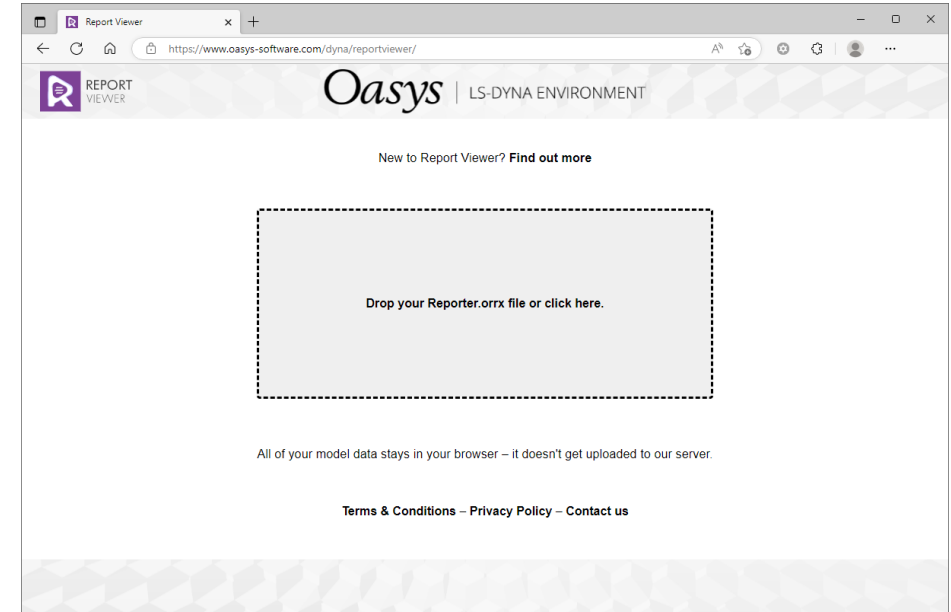 Report Viewer
https://www.oasys-software.com/dyna/reportviewer/
REPORT
VIEWER
Oasys | LS-DYNA ENVIRONMENT
New to Report Viewer? Find out more
Drop your Reporter.orrx file or click here.
All of your model data stays in your browser – it doesn't get uploaded to our server.
Terms & Conditions – Privacy Policy – Contact us